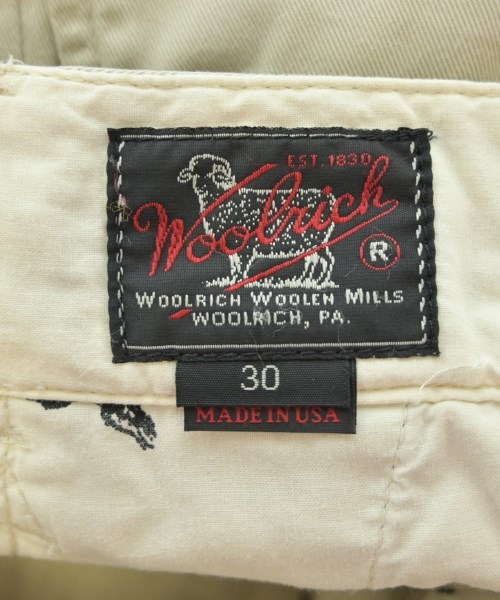 EST. 1830
Woolrich
R
WOOLRICH WOOLEN MILLS
WOOLRICH, PA.
30
MADE IN USA